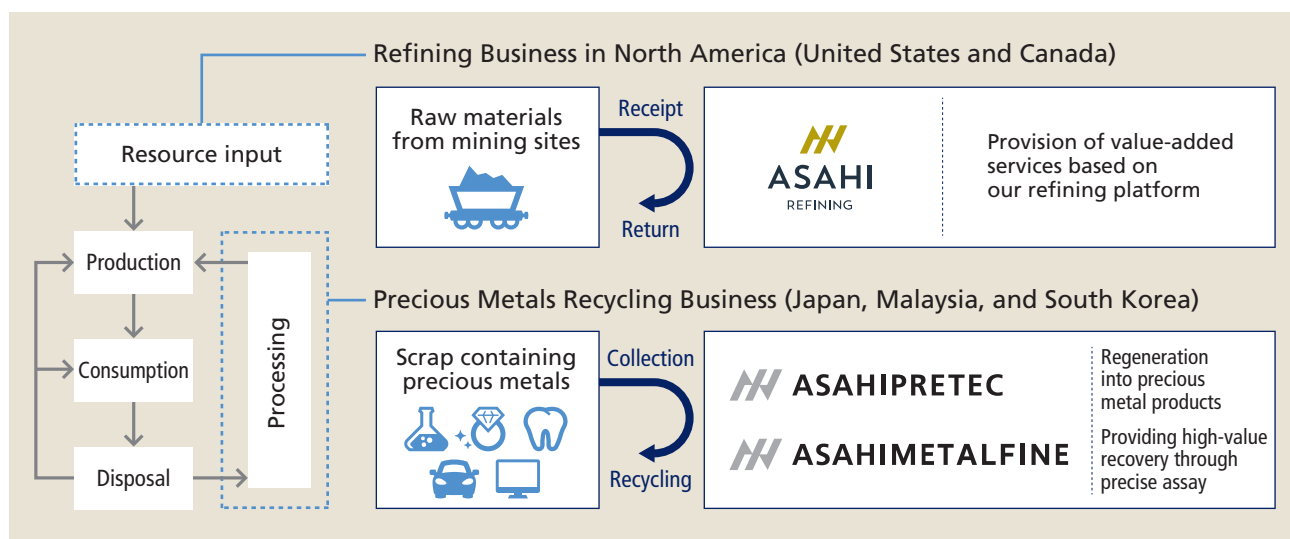 Refining Business in North America (United States and Canada)
Resource input
Production
Consumption
Disposal
Processing
Raw materials
from mining sites
Receipt
Return
ASAHI
REFINING
Provision of value-added
services based on
our refining platform
Precious Metals Recycling Business (Japan, Malaysia, and South Korea)
Scrap containing
precious metals
Collection
Recycling
ASAHIPRETEC
Regeneration
into precious
metal products
ASAHIMETALFINE
Providing high-value
recovery through
precise assay